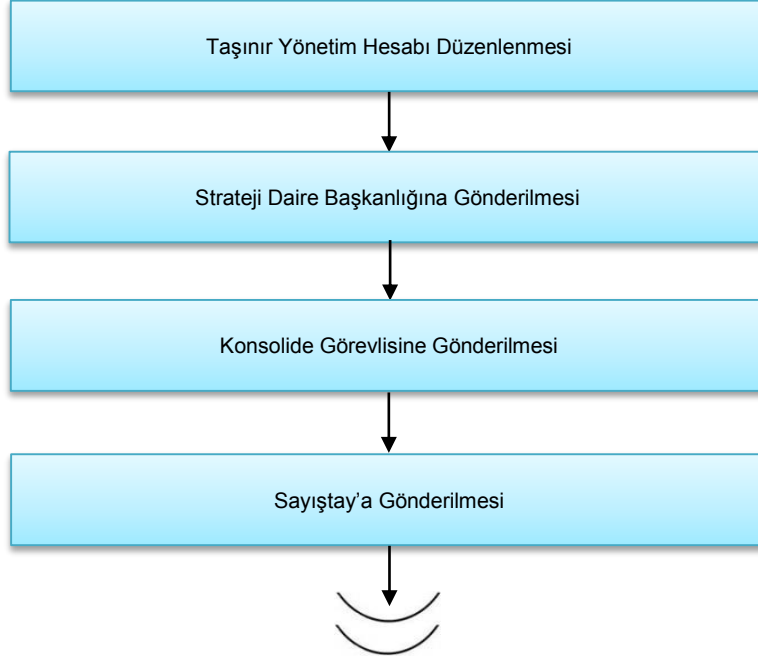 Taşınır Yönetim Hesabı Düzenlenmesi
Strateji Daire Başkanlığına Gönderilmesi
Konsolide Görevlisine Gönderilmesi
Sayıştay’a Gönderilmesi